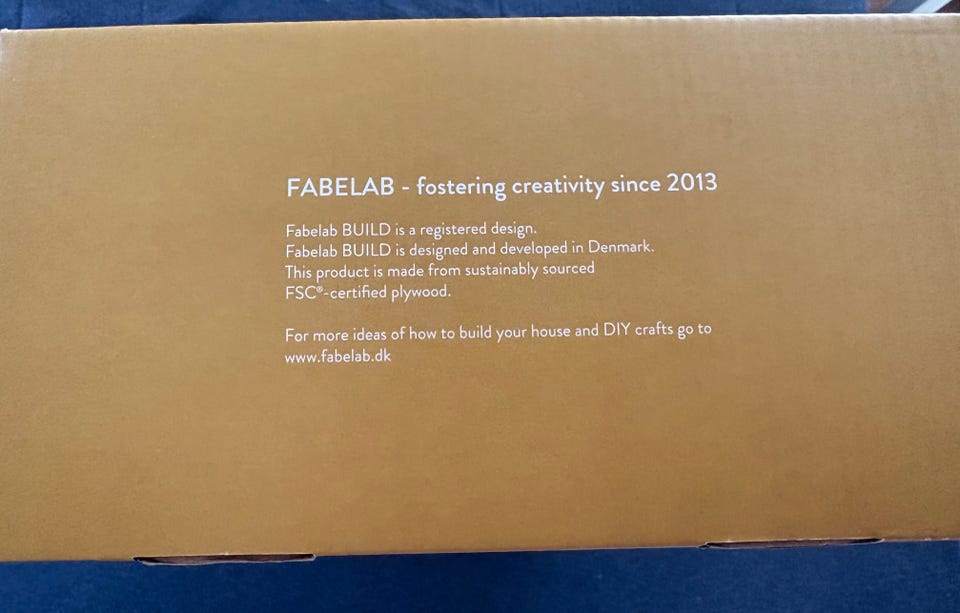 FABELAB - fostering creativity since 2013
Fabelab BUILD is a registered design.
Fabelab BUILD is designed and developed in Denmark.
This product is made from sustainably sourced
FSC®-certified plywood.
For more ideas of how to build your house and DIY crafts go to
www.fabelab.dk